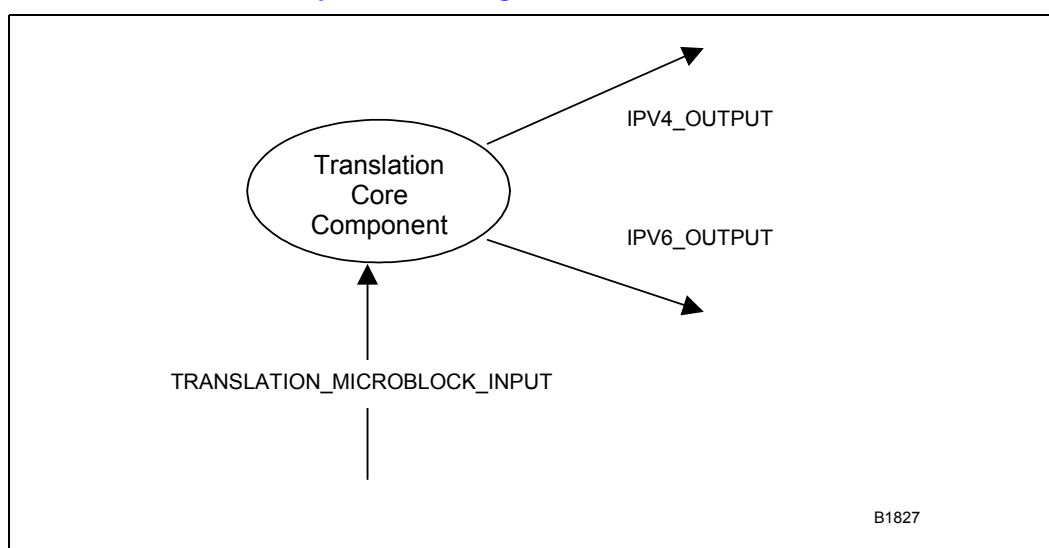 IPV4_OUTPUT
Translation
Core
Component
IPV6_OUTPUT
TRANSLATION_MICROBLOCK_INPUT
B1827